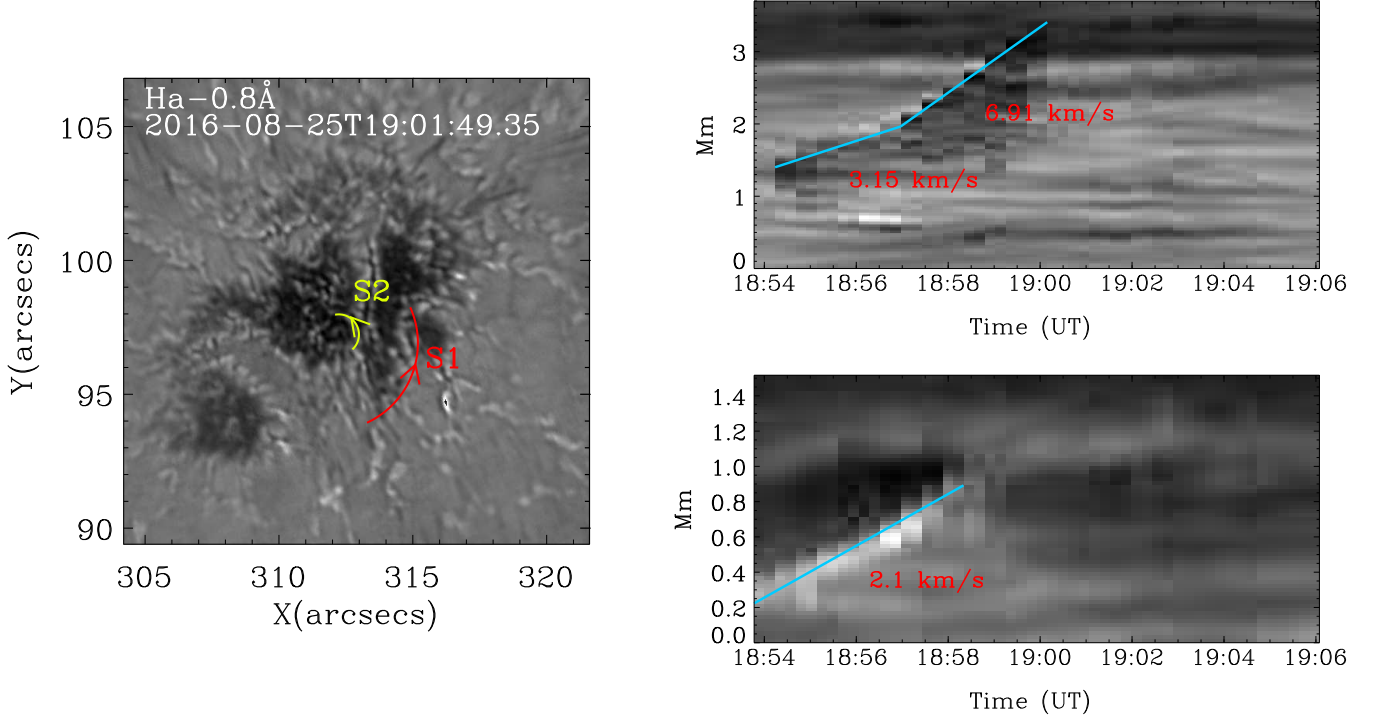 Ha-0.8Å
2016-08-25T19:01:49.35
105
100
95
90
Y(arcsecs)
S2
S1
305 310 315 320
X(arcsecs)
3
2
1
0
Mm
6.91 km/s
3.15 km/s
18:54 18:56 18:58 19:00 19:02 19:04 19:06
Time (UT)
1.4
1.2
1.0
0.8
0.6
0.4
0.2
0.0
Mm
2.1 km/s
18:54 18:56 18:58 19:00 19:02 19:04 19:06
Time (UT)